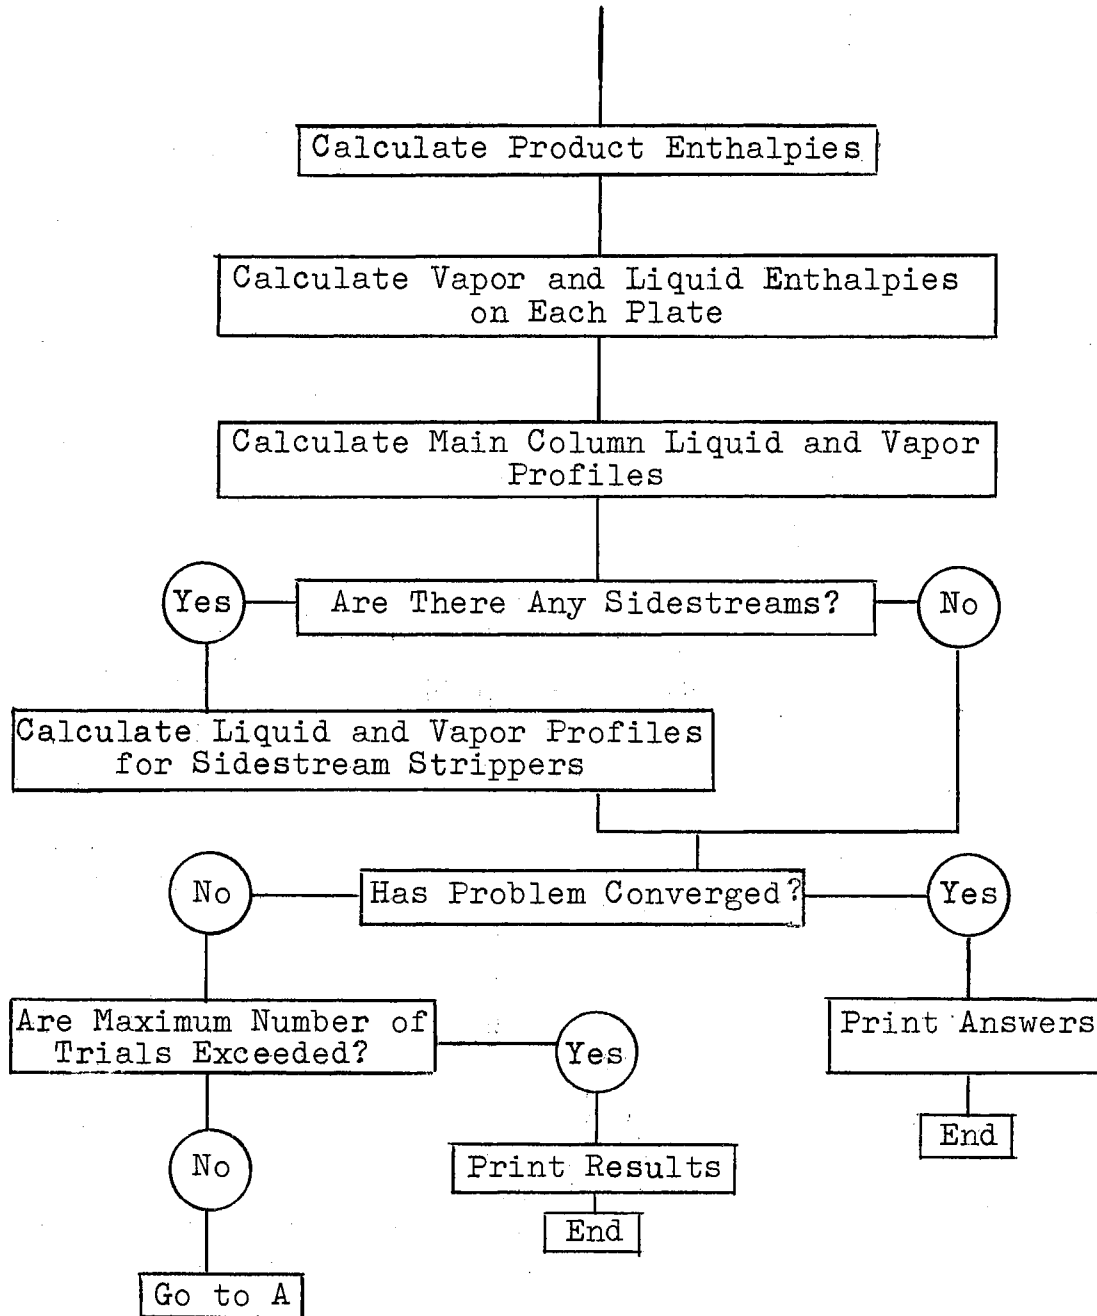 Calculate Product Enthalpies
Calculate Vapor and Liquid Enthalpies
on Each Plate
Calculate Main Column Liquid and Vapor
Profiles
Yes
Are There Any Sidestreams?
No
Calculate Liquid and Vapor Profiles
for Sidestream Strippers
No
Has Problem Converged?
Yes
Are Maximum Number of
Trials Exceeded?
Yes
Print Answers
End
No
Print Results
End
Go to A